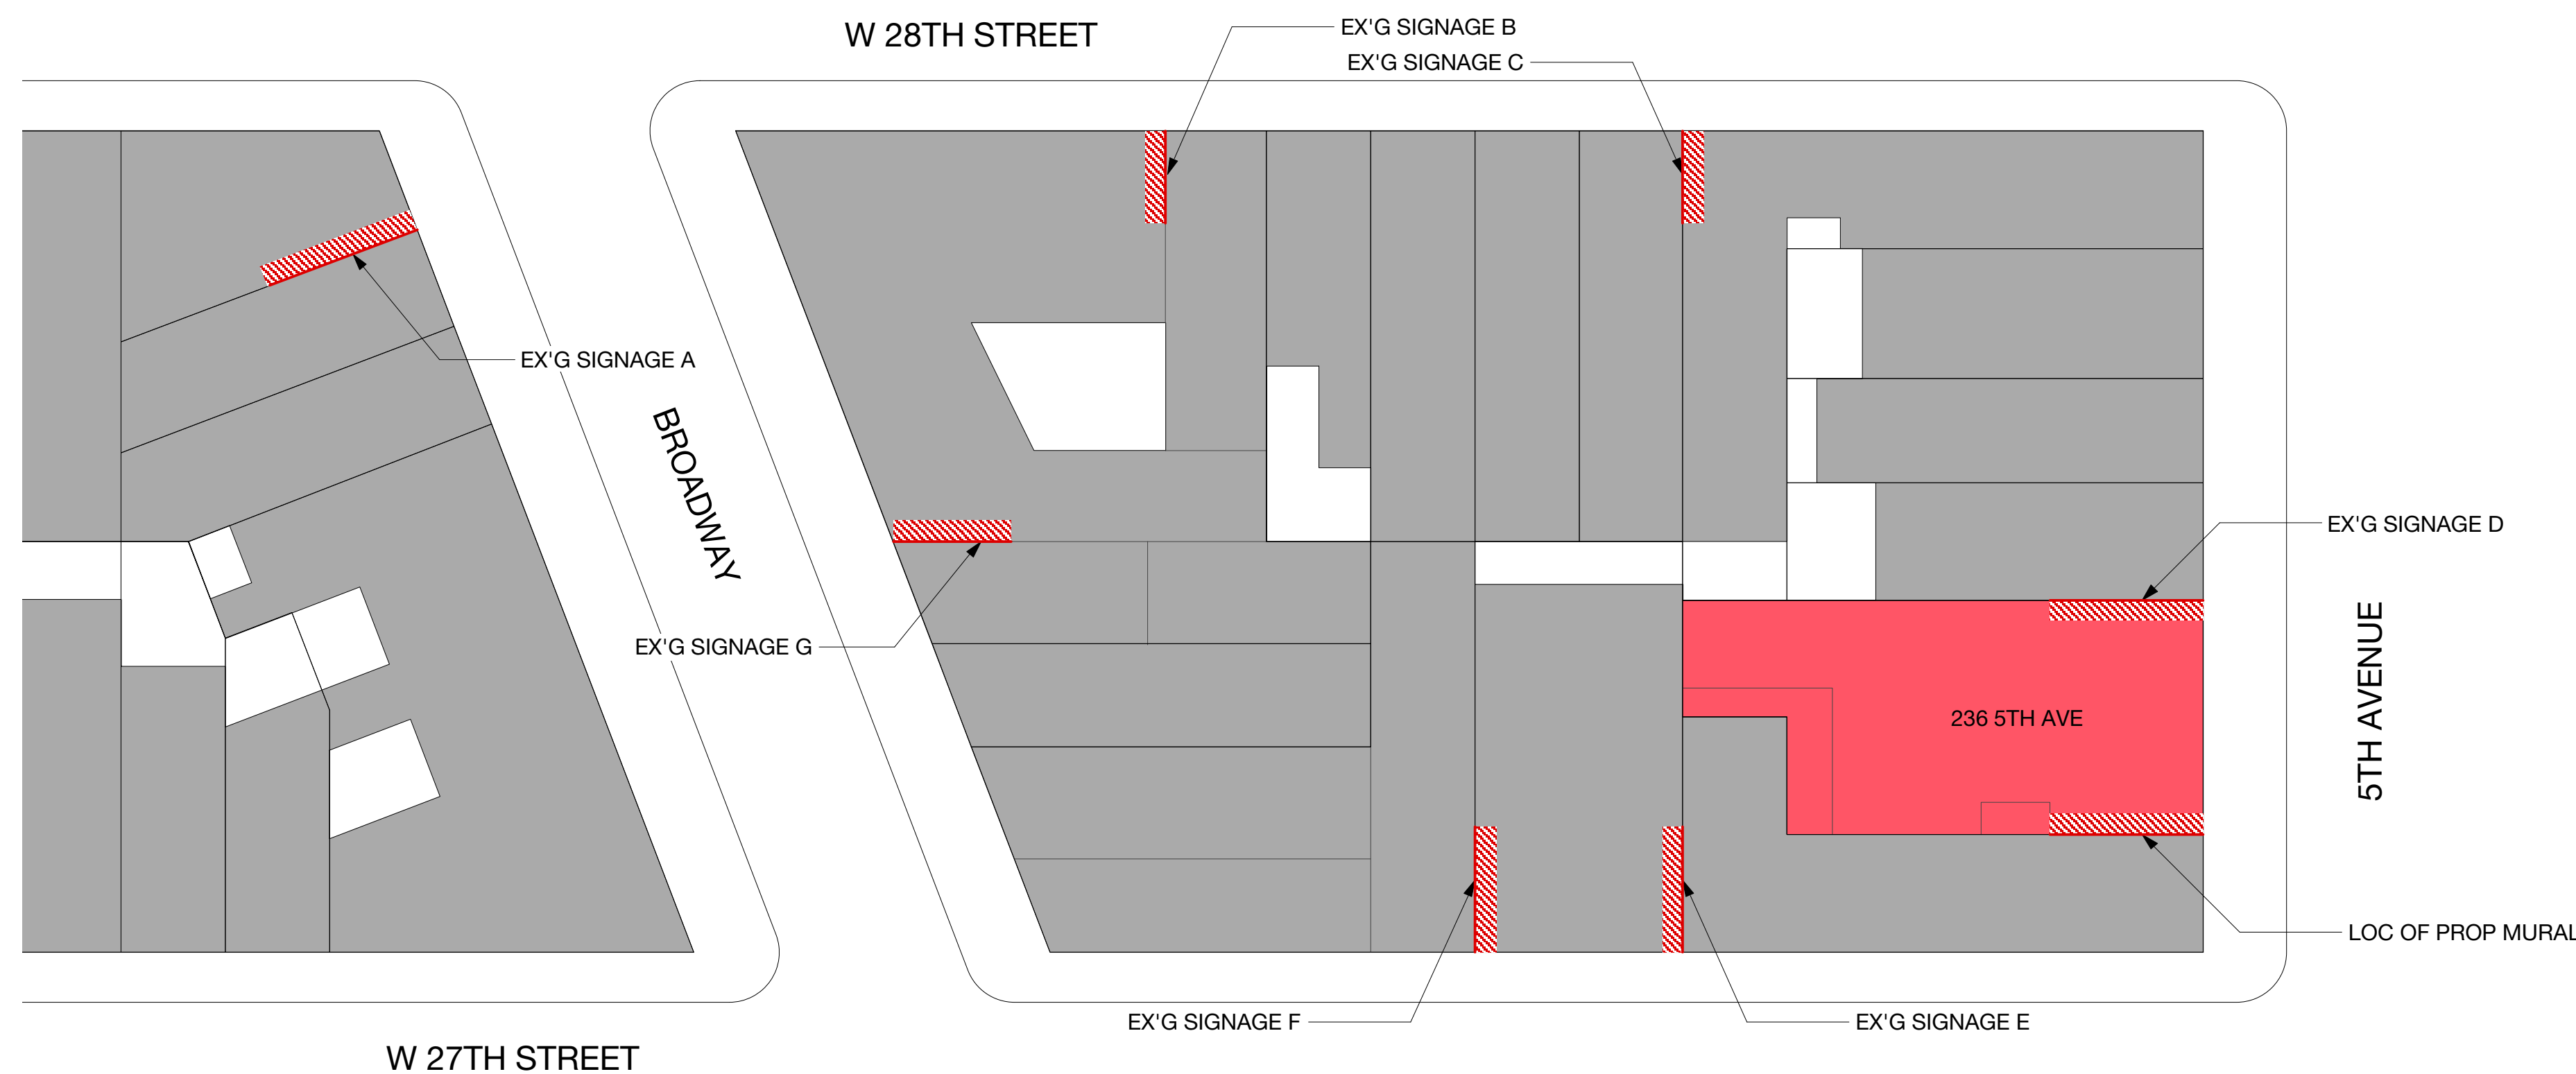 W 28TH STREET
EX'G SIGNAGE B
EX'G SIGNAGE C
EX'G SIGNAGE A
BROADWAY
EX'G SIGNAGE D
EX'G SIGNAGE G
5TH AVENUE
236 5TH AVE
LOC OF PROP MURAL
EX'G SIGNAGE F
EX'G SIGNAGE E
W 27TH STREET